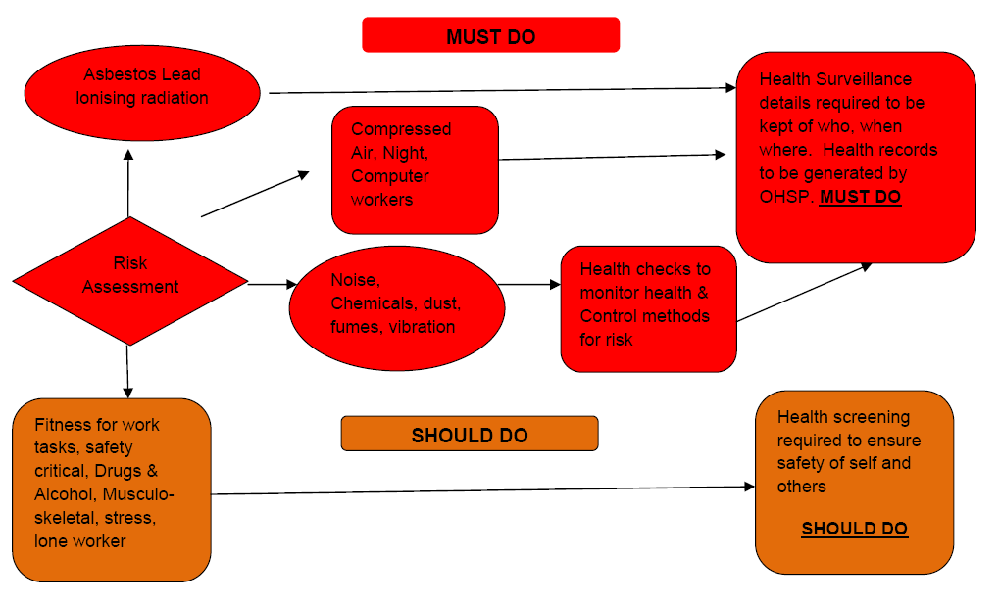 MUST DO
Asbestos Lead
Ionising radiation
Compressed
Air, Night,
Computer
workers
Health Surveillance
details required to be
kept of who, when
where.  Health records
to be generated by
OHSP. MUST DO
Risk
Assessment
Noise,
Chemicals, dust,
fumes, vibration
Health checks to
monitor health &
Control methods
for risk
SHOULD DO
Fitness for work
tasks, safety
critical, Drugs &
Alcohol, Musculo-
skeletal, stress,
lone worker
Health screening
required to ensure
safety of self and
others
SHOULD DO